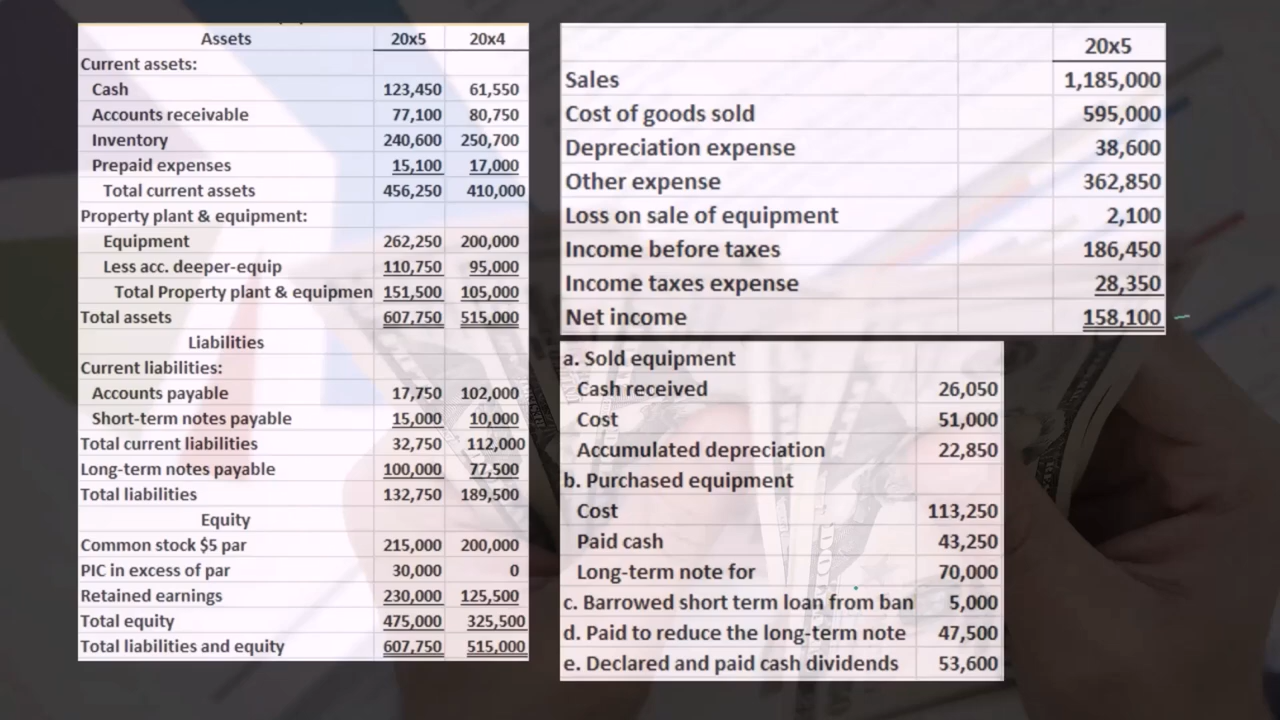 Assets 20x5 20x4
Current assets:
Cash 123,450 61,550
Accounts receivable 77,100 80,750
Inventory 240,600 250,700
Prepaid expenses 15,100 17,000
Total current assets 456,250 410,000
Property plant & equipment:
Equipment 262,250 200,000
Less acc. deeper-equip 110,750 95,000
Total Property plant & equipmen 151,500 105,000
Total assets 607,750 515,000
Liabilities
Current liabilities:
Accounts payable 17,750 102,000
Short-term notes payable 15,000 10,000
Total current liabilities 32,750 112,000
Long-term notes payable 100,000 77,500
Total liabilities 132,750 189,500
Equity
Common stock $5 par 215,000 200,000
PIC in excess of par 30,000 0
Retained earnings 230,000 125,500
Total equity 475,000 325,500
Total liabilities and equity 607,750 515,000
20x5
Sales 1,185,000
Cost of goods sold 595,000
Depreciation expense 38,600
Other expense 362,850
Loss on sale of equipment 2,100
Income before taxes 186,450
Income taxes expense 28,350
Net income 158,100
a. Sold equipment
Cash received 26,050
Cost 51,000
Accumulated depreciation 22,850
b. Purchased equipment
Cost 113,250
Paid cash 43,250
Long-term note for 70,000
c. Barrowed short term loan from ban 5,000
d. Paid to reduce the long-term note 47,500
e. Declared and paid cash dividends 53,600